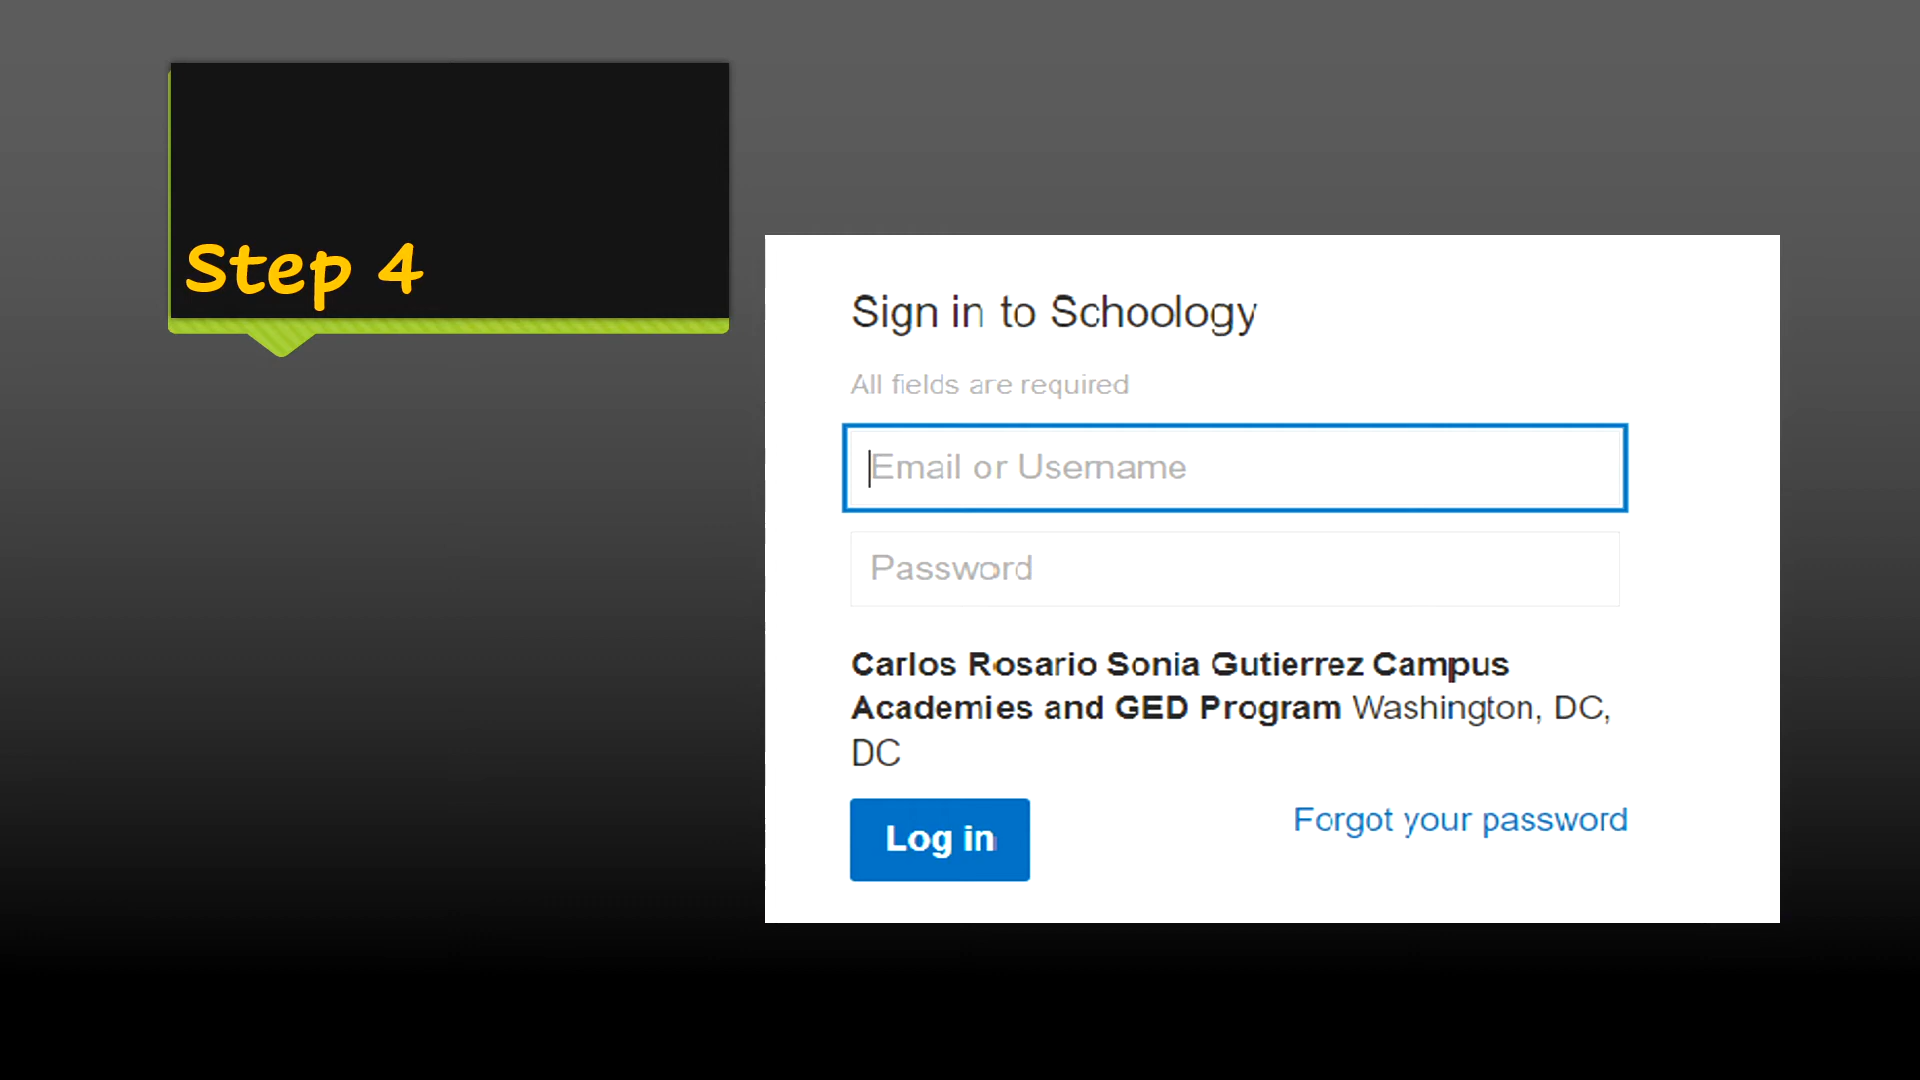 Step 4
Sign in to Schoology
All fields are required
Email or Username
Password
Carlos Rosario Sonia Gutierrez Campus
Academies and GED Program Washington, DC,
DC
Log in
Forgot your password